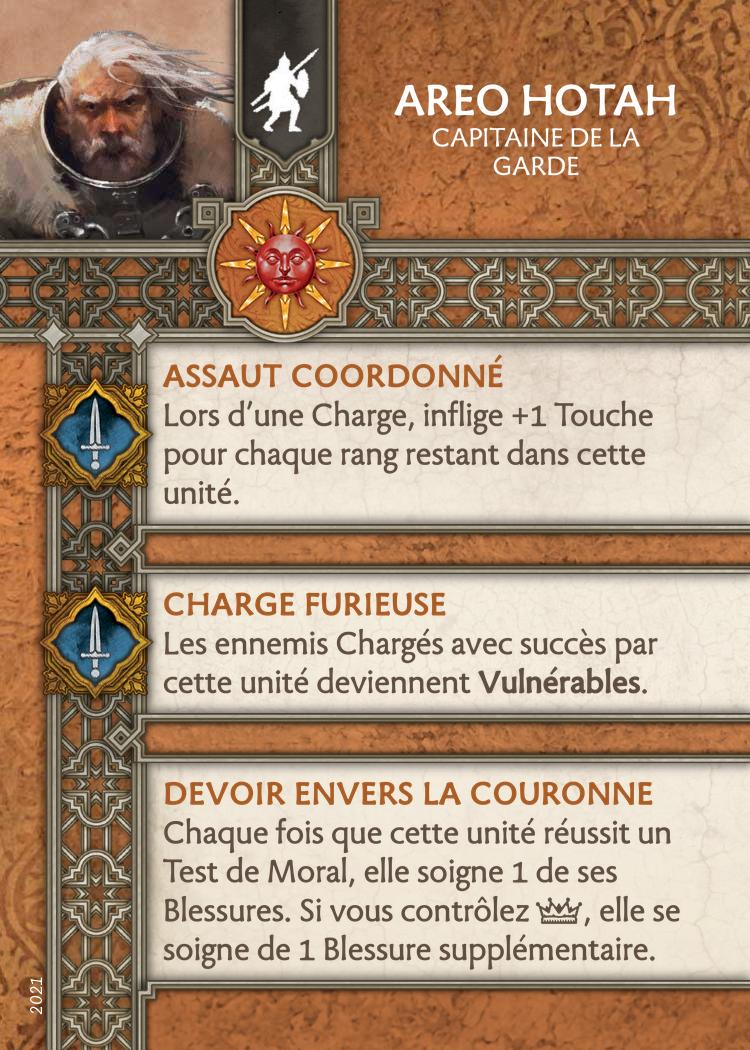 AREO HOTAH
CAPITAINE DE LA
GARDE
ASSAUT COORDONNÉ
Lors d'une Charge, inflige +1 Touche
pour chaque rang restant dans cette
unité.
CHARGE FURIEUSE
Les ennemis Chargés avec succès par
cette unité deviennent Vulnérables.
DEVOIR ENVERS LA COURONNE
Chaque fois que cette unité réussit un
Test de Moral, elle soigne 1 de ses
Blessures. Si vous contrôlez , elle se
soigne de 1 Blessure supplémentaire.
2021